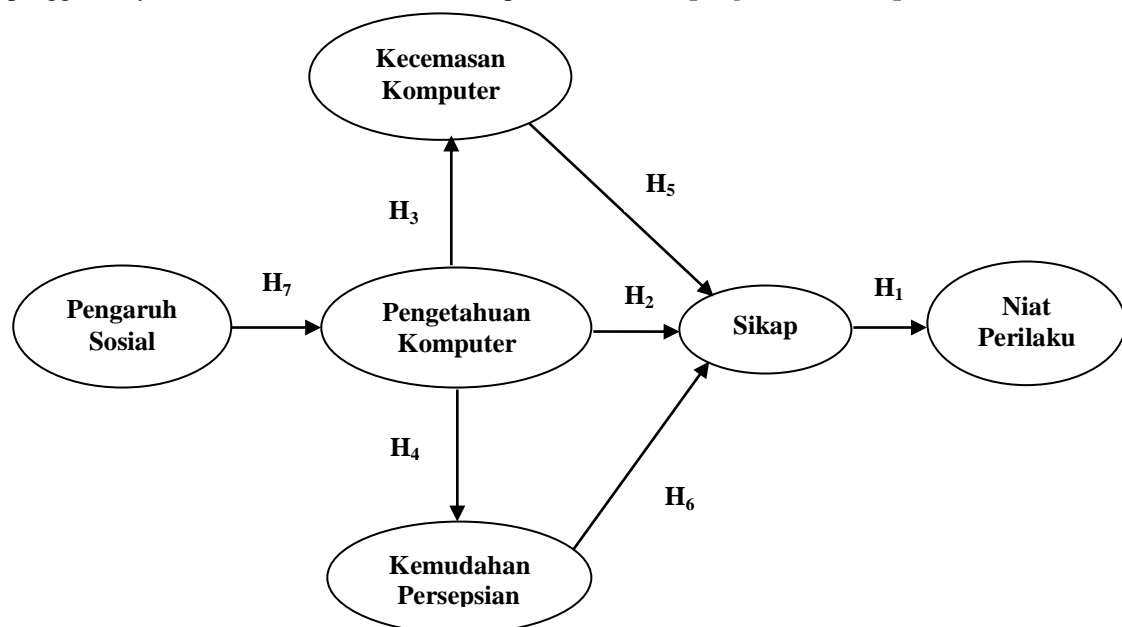 Kecemasan
Komputer
H5
H3
H7
Pengaruh
Sosial
Pengetahuan
Komputer
H2
Sikap
H1
Niat
Perilaku
H4
H6
Kemudahan
Persepsian